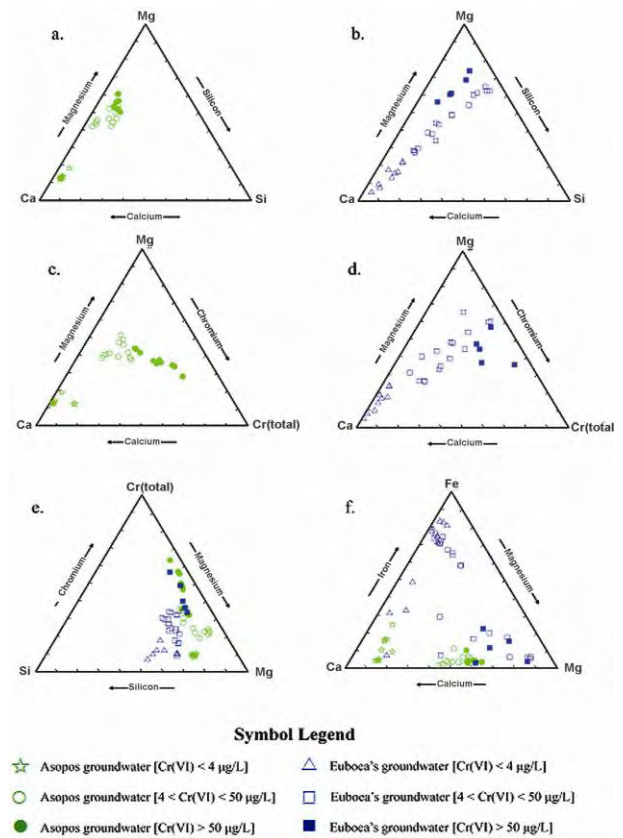 Mg
a.
Magnesium
Silicon
Ca
Si
Calcium
Mg
b.
Magnesium
Silicon
Ca
Si
Calcium
Mg
c.
Magnesium
Chromium
Ca
Cr(total)
Calcium
Mg
d.
Magnesium
Chromium
Ca
Cr(total)
Calcium
Cr(total)
e.
Chromium
Magnesium
Si
Mg
Silicon
Fe
f.
Iron
Magnesium
Ca
Mg
Calcium
Symbol Legend
Asopos groundwater [Cr(VI) < 4 µg/L]
Euboea's groundwater [Cr(VI) < 4 µg/L]
Asopos groundwater [4 < Cr(VI) < 50 µg/L]
Euboea's groundwater [4 < Cr(VI) < 50 µg/L]
Asopos groundwater [Cr(VI) > 50 µg/L]
Euboea's groundwater [Cr(VI) > 50 µg/L]